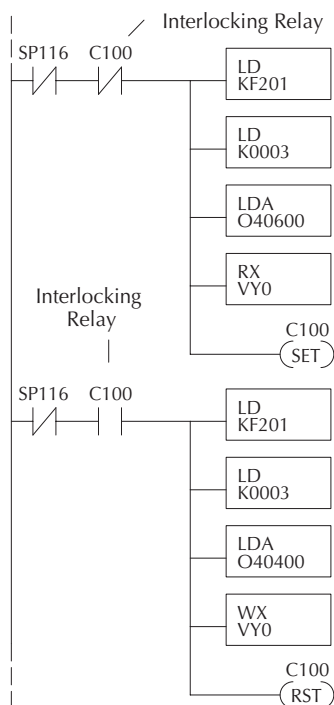 Interlocking Relay
SP116 C100
LD
KF201
LD
K0003
LDA
O40600
RX
VY0
C100
SET
Interlocking
Relay
SP116 C100
LD
KF201
LD
K0003
LDA
O40400
WX
VY0
C100
RST